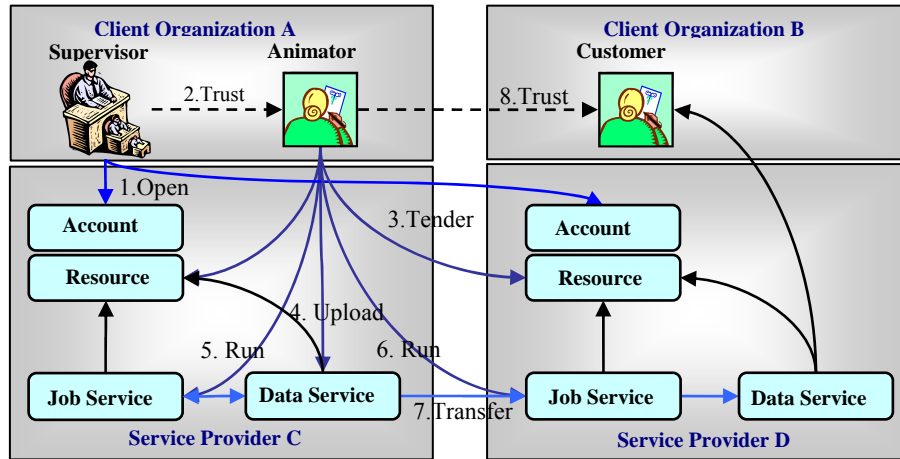 Client Organization A
Client Organization B
Supervisor
Animator
Customer
2.Trust
8.Trust
1.Open
3.Tender
Account
Account
Resource
Resource
4. Upload
5. Run
6. Run
Job Service
Data Service
7.Transfer
Job Service
Data Service
Service Provider C
Service Provider D